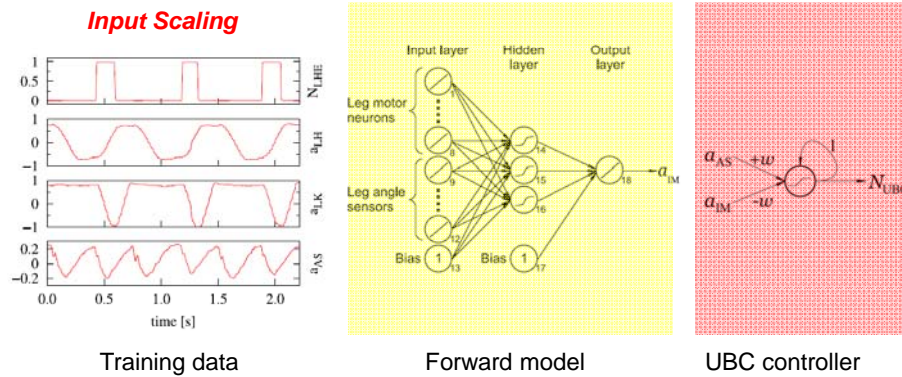 Input Scaling
1
0
N_LHE
1
0
-1
a_LH
1
0
-1
a_LK
0.2
0
-0.2
a_AS
0.0 0.5 1.0 1.5 2.0
time [s]
Training data
Input layer Hidden layer Output layer
Leg motor neurons
Leg angle sensors
1
8
9
12
Bias 1 13
14
15
16
Bias 1 17
18
a_IM
Forward model
1
a_AS +w
a_IM -w
N_UBC
UBC controller